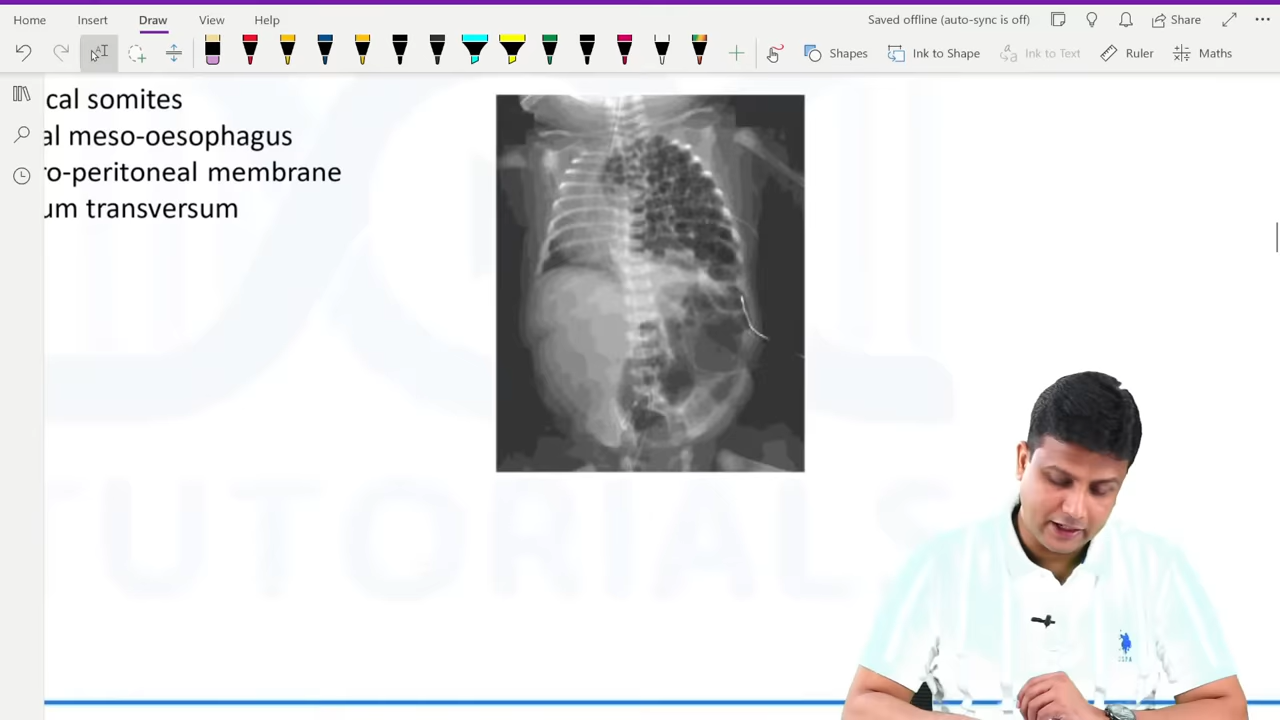 Home Insert Draw View Help Saved offline (auto-sync is off) Share
Shapes Ink to Shape Ink to Text Ruler Maths
cal somites
al meso-oesophagus
ro-peritoneal membrane
um transversum
TUTORIALS